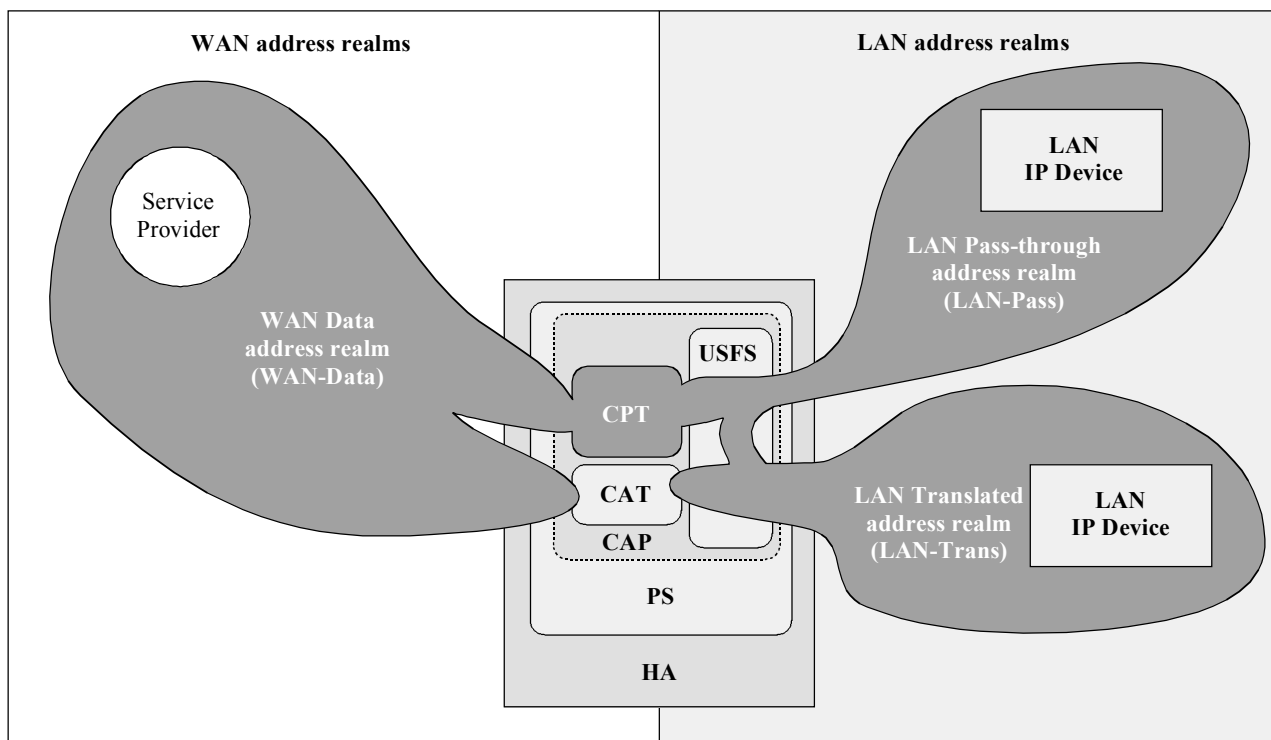 WAN address realms
LAN address realms
Service
Provider
WAN Data
address realm
(WAN-Data)
LAN
IP Device
LAN Pass-through
address realm
(LAN-Pass)
USFS
CPT
CAT
CAP
PS
HA
LAN Translated
address realm
(LAN-Trans)
LAN
IP Device